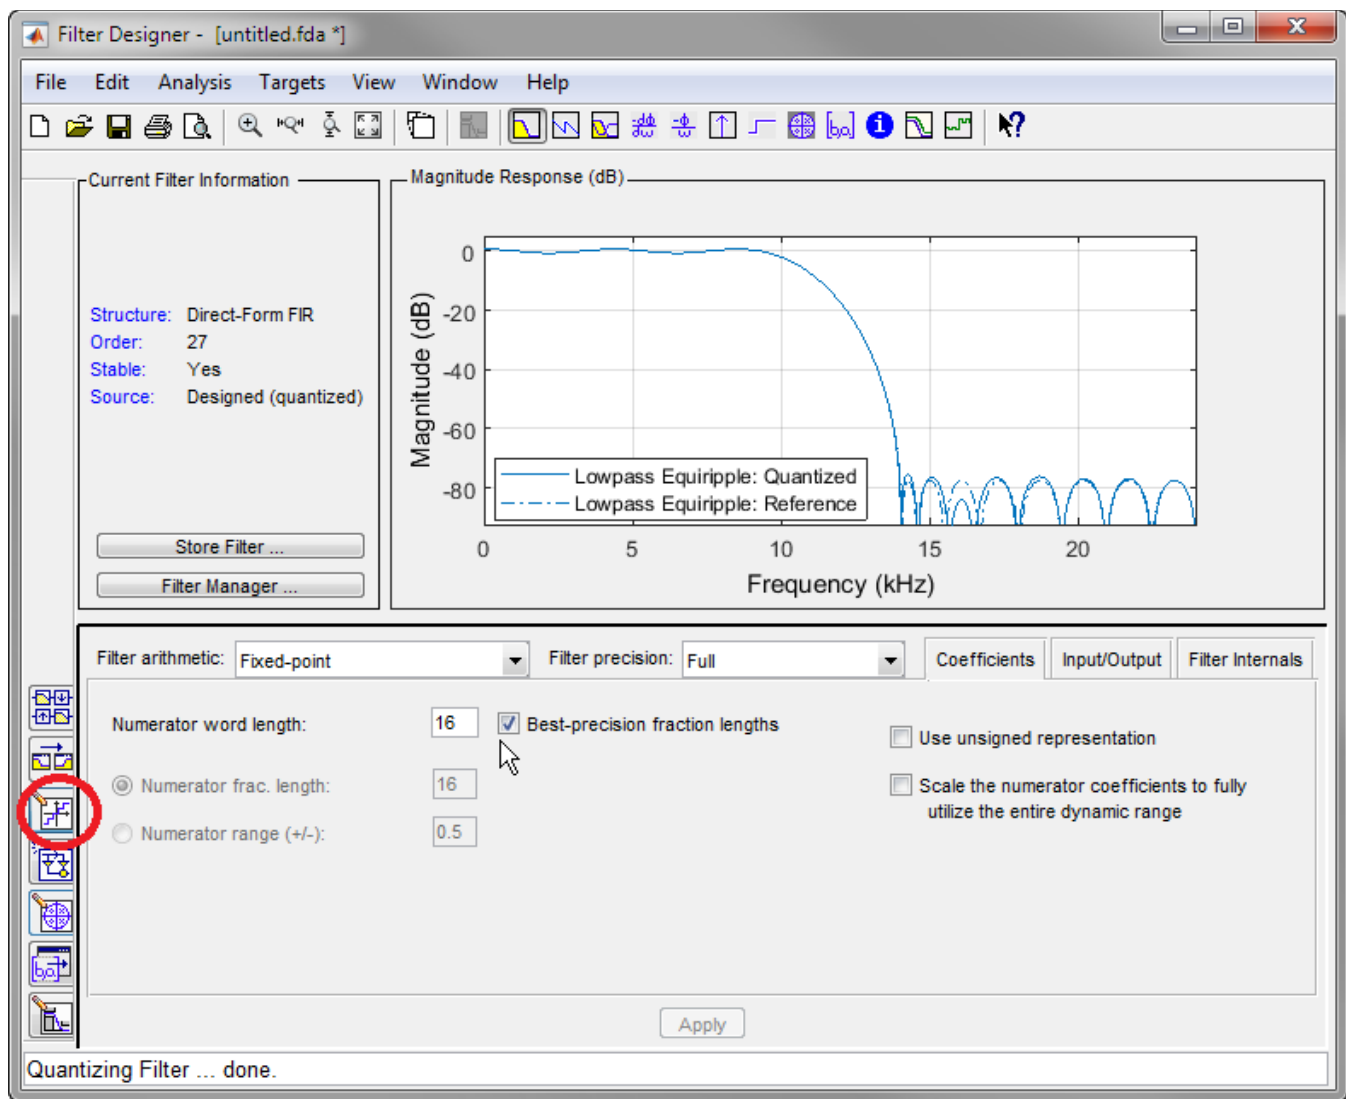 Filter Designer - [untitled.fda *]
File Edit Analysis Targets View Window Help
Current Filter Information
Structure: Direct-Form FIR
Order: 27
Stable: Yes
Source: Designed (quantized)
Store Filter ...
Filter Manager ...
Magnitude Response (dB)
Magnitude (dB)
0
-20
-40
-60
-80
Lowpass Equiripple: Quantized
Lowpass Equiripple: Reference
0 5 10 15 20
Frequency (kHz)
Filter arithmetic: Fixed-point Filter precision: Full Coefficients Input/Output Filter Internals
Numerator word length: 16 Best-precision fraction lengths
Numerator frac. length: 16
Numerator range (+/-): 0.5
Use unsigned representation
Scale the numerator coefficients to fully
utilize the entire dynamic range
Apply
Quantizing Filter ... done.